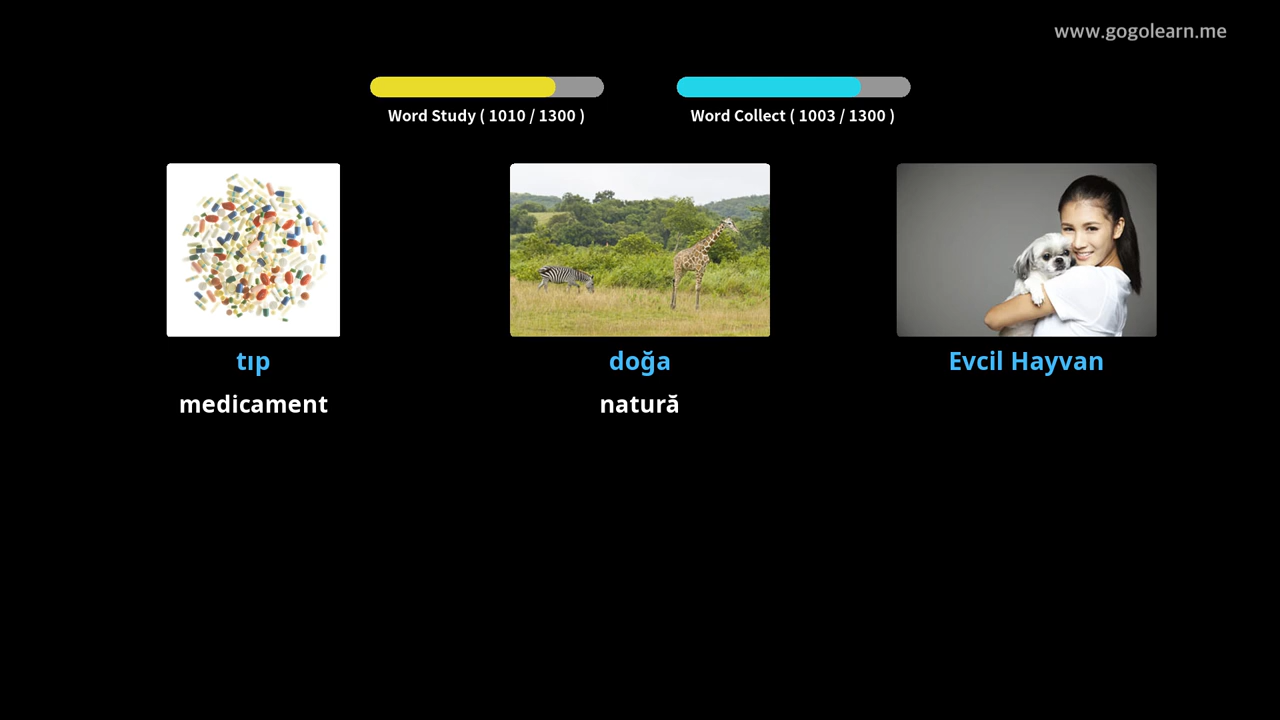 www.gogolearn.me
Word Study ( 1010 / 1300 )
Word Collect ( 1003 / 1300 )
tıp
doğa
Evcil Hayvan
medicament
natură